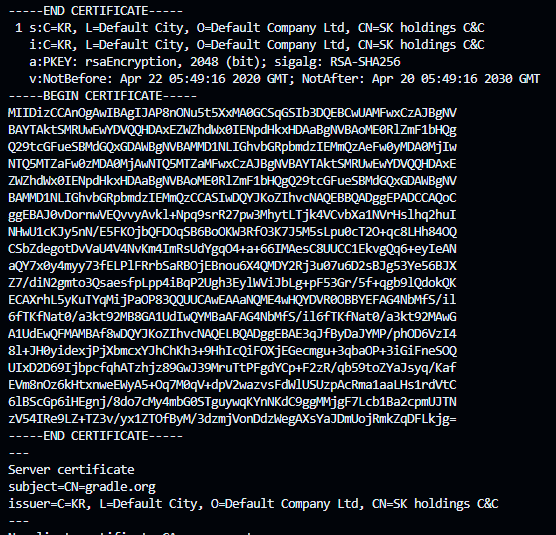 -----END CERTIFICATE-----
1 s:C=KR, L=Default City, O=Default Company Ltd, CN=SK holdings C&C
i:C=KR, L=Default City, O=Default Company Ltd, CN=SK holdings C&C
a:PKEY: rsaEncryption, 2048 (bit); sigalg: RSA-SHA256
v:NotBefore: Apr 22 05:49:16 2020 GMT; NotAfter: Apr 20 05:49:16 2030 GMT
-----BEGIN CERTIFICATE-----
MIIDizCCAnOgAwIBAgIJAP8nONu5t5XxMA0GCSqGSIb3DQEBCwUAMFwxCzAJBgNV
BAYTAktSMRUwEwYDVQQHDAxEZWZhdWx0IENpdHkxHDAaBgNVBAoME0RlZmF1bHQg
Q29tcGFueSBMdGQxGDAWBgNVBAMMD1NLIGhvbGRpbmdzIEMmQzAeFw0yMDA0MjIw
NTQ5MTZaFw0zMDA0MjAwNTQ5MTZaMFwxCzAJBgNVBAYTAktSMRUwEwYDVQQHDAxE
ZWZhdWx0IENpdHkxHDAaBgNVBAoME0RlZmF1bHQgQ29tcGFueSBMdGQxGDAWBgNV
BAMMD1NLIGhvbGRpbmdzIEMmQzCCASIwDQYJKoZIhvcNAQEBBQADggEPADCCAQoC
ggEBAJ0vDornwVEQvvyAvkl+Npq9srR27pw3MhytLTjk4VCvbXa1NVrHslhq2huI
NHwU1cKJy5nN/E5FKOjbQFDOqSB6BoOKW3RfO3K7J5M5sLpu0cT2O+qc8LHh84OQ
CSbZdegotDvVaU4V4NvKm4ImRsUdYgqO4+a+66IMAesC8UUCC1EkvgQq6+eyIeAN
aQY7x0y4myy73fELPlFRrbSaRBOjEBnou6X4QMDY2Rj3u07u6D2sBJg53Ye56BJX
Z7/diN2gmto3QsaesfpLpp4iBqP2Ugh3EylWViJbLg+pF53Gr/5f+qgb9lQdokQK
ECAXrhL5yKuTYqMijPaOP83QQUUCAwEAAaNQME4wHQYDVR0OBBYEFAG4NbMfS/il
6fTKfNat0/a3kt92MB8GA1UdIwQYMBaAFAG4NbMfS/il6fTKfNat0/a3kt92MAwG
A1UdEwQFMAMBAf8wDQYJKoZIhvcNAQELBQADggEBAE3qJfByDaJYMP/phOD6VzI4
8l+JH0yidexjPjXbmcxYJhChKh3+9HhIcQiFOXjEGecmgu+3qbaOP+3iGiFneSOQ
UIxD2D69IjbpcfqhATzhjz89GwJ39MruTtPFgdYCp+F2zR/qb59toZYaJsyq/Kaf
EVm8nOz6kHtxnweEWyA5+Oq7M0qV+dpV2wazvsFdWlUSUzpAcRma1aaLHs1rdVtC
6lBScGp6iHEgnj/8do7cMy4mbG0STguywqKYnNKdC9ggMMjgF7Lcb1Ba2cpmUJTN
zV54IRe9LZ+TZ3v/yx1ZTOfByM/3dzmjVonDdzWegAXsYaJDmUojRmkZqDFLkjg=
-----END CERTIFICATE-----
---
Server certificate
subject=CN=gradle.org
issuer=C=KR, L=Default City, O=Default Company Ltd, CN=SK holdings C&C
---